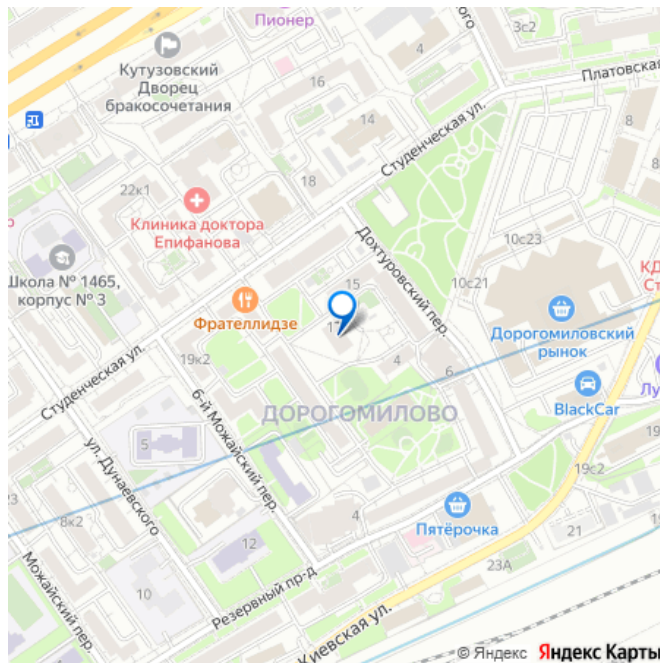 Пионер
3с2
Платовская
4
Кутузовский
Дворец
бракосочетания
16
14
8
Студенческая ул.
18
22к1
Клиника доктора
Епифанова
Школа № 1465,
корпус № 3
Дохтуровский пер.
10с23
8
10с21
15
Фрателлидзе
Дорогомиловский
рынок
19к2
4
6
Студенческая ул.
BlackCar
ДОРОГОМИЛОВО
6-й Можайский пер.
5
ул. Дунаевского
19с2
8к2
4
Пятёрочка
21
12
23А
10
Можайский пер.
Резервный пр-д
Киевская ул.
© Яндекс Яндекс Карты